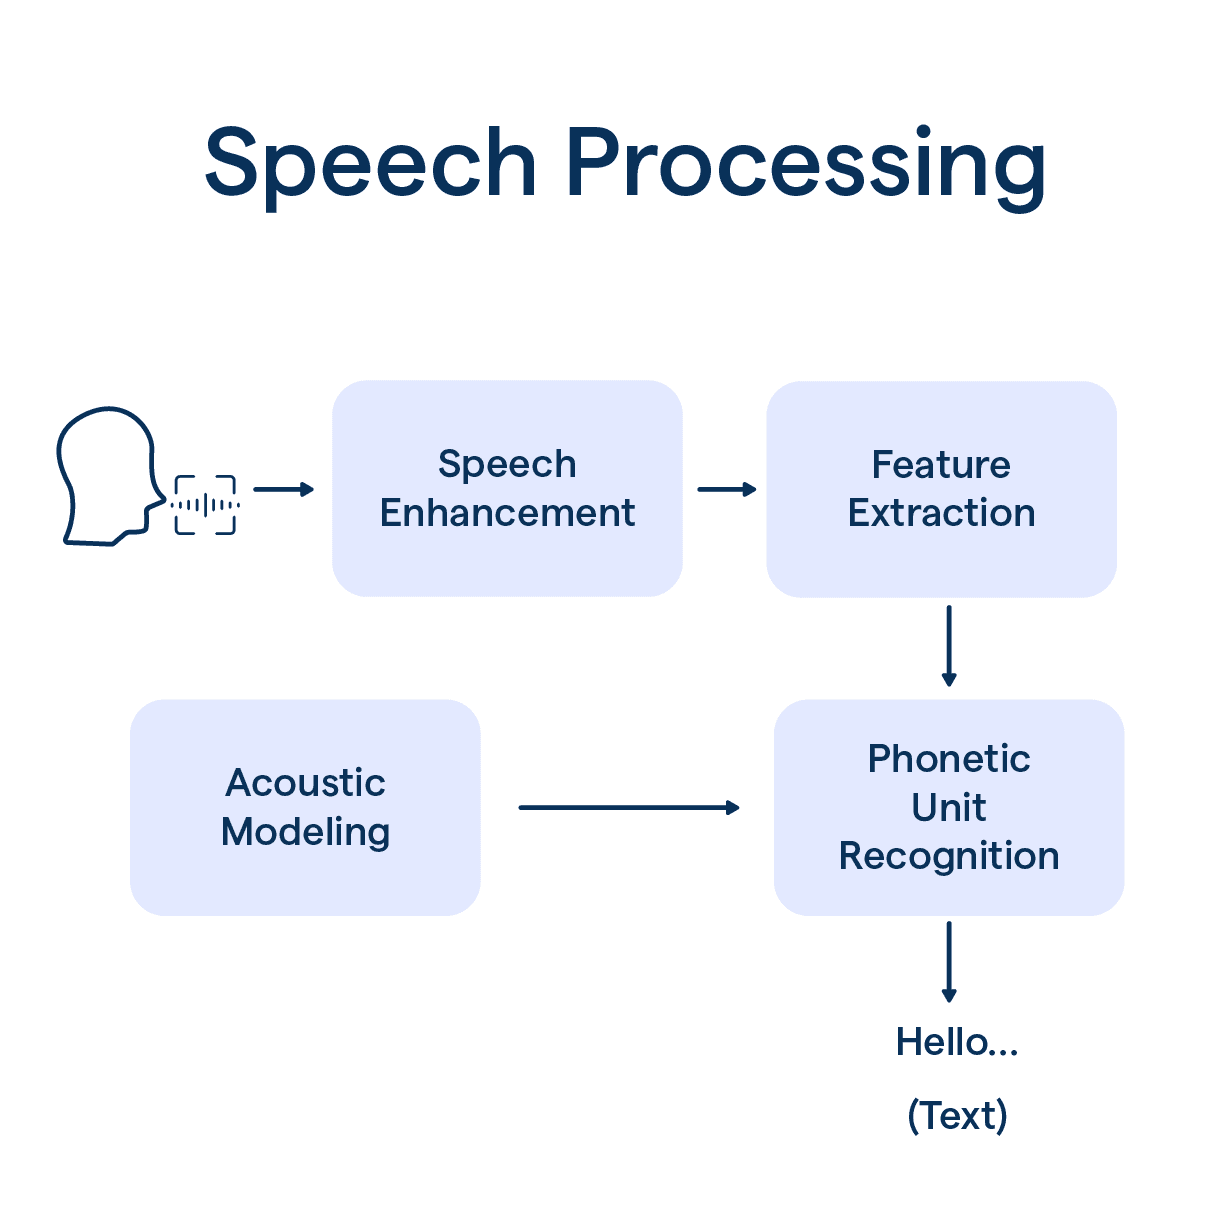 Speech Processing
Speech
Enhancement
Feature
Extraction
Acoustic
Modeling
Phonetic
Unit
Recognition
Hello...
(Text)